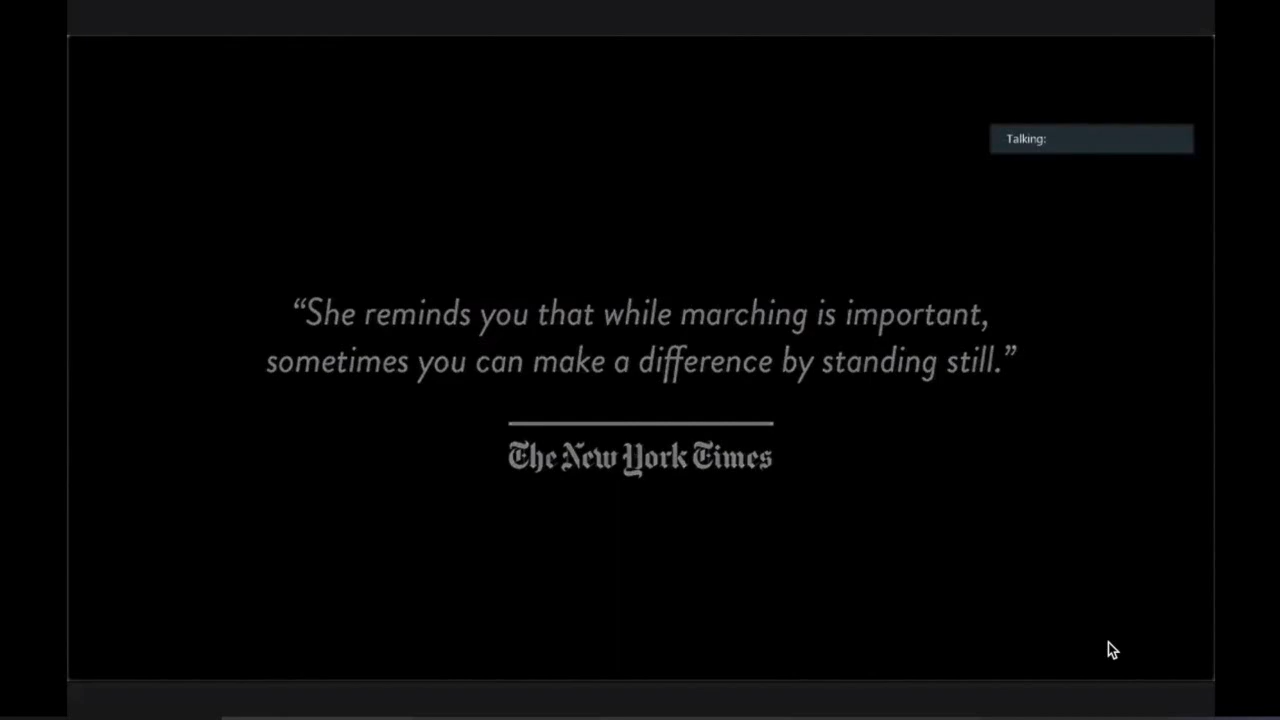 Talking:
“She reminds you that while marching is important,
sometimes you can make a difference by standing still.”
The New York Times